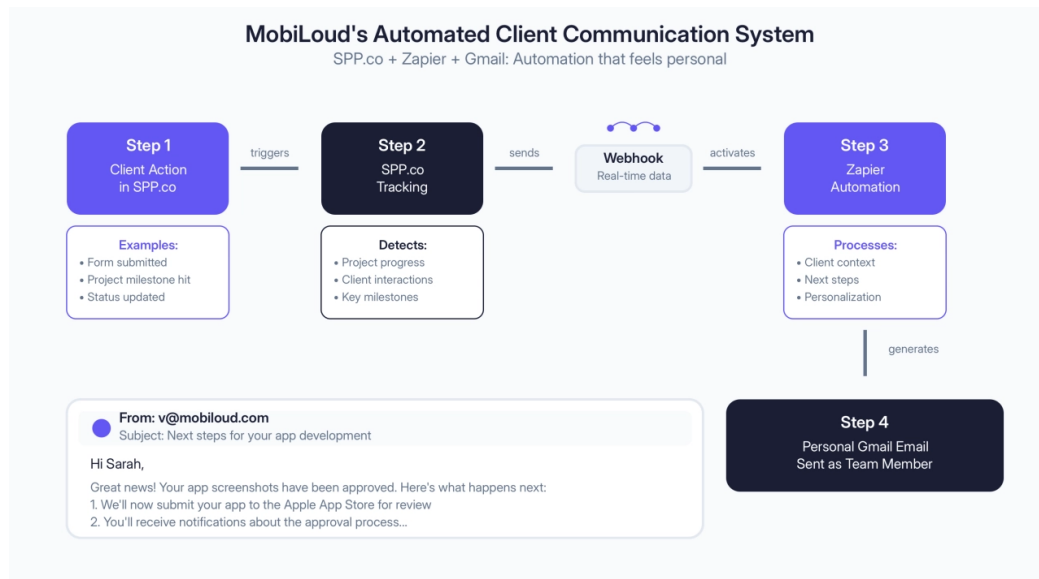 MobiLoud's Automated Client Communication System
SPP.co + Zapier + Gmail: Automation that feels personal
Step 1
Client Action
in SPP.co
triggers
Step 2
SPP.co
Tracking
sends
Webhook
Real-time data
activates
Step 3
Zapier
Automation
Examples:
• Form submitted
• Project milestone hit
• Status updated
Detects:
• Project progress
• Client interactions
• Key milestones
Processes:
• Client context
• Next steps
• Personalization
generates
From: v@mobiloud.com
Subject: Next steps for your app development
Hi Sarah,
Great news! Your app screenshots have been approved. Here's what happens next:
1. We'll now submit your app to the Apple App Store for review
2. You'll receive notifications about the approval process...
Step 4
Personal Gmail Email
Sent as Team Member